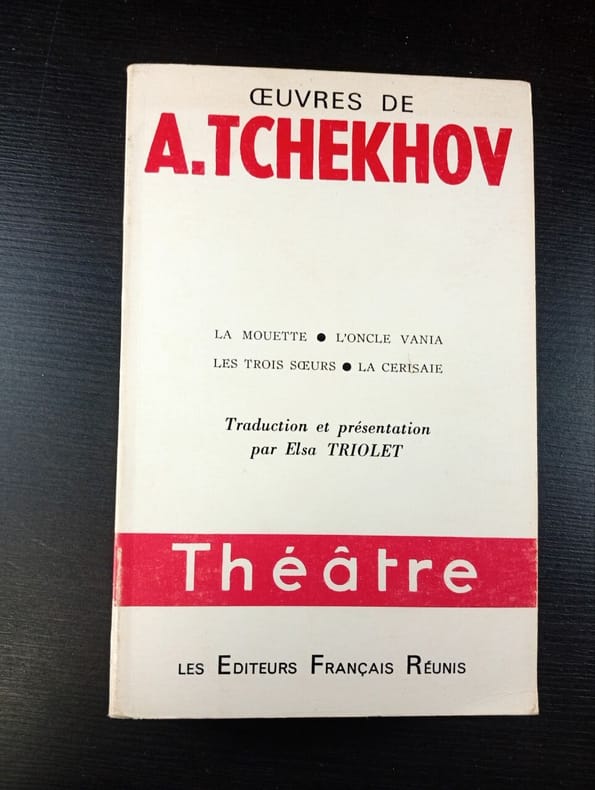 ŒUVRES DE
A.TCHEKHOV
LA MOUETTE ● L'ONCLE VANIA
LES TROIS SŒURS ● LA CERISAIE
Traduction et présentation
par Elsa TRIOLET
Théâtre
LES EDITEURS FRANÇAIS RÉUNIS